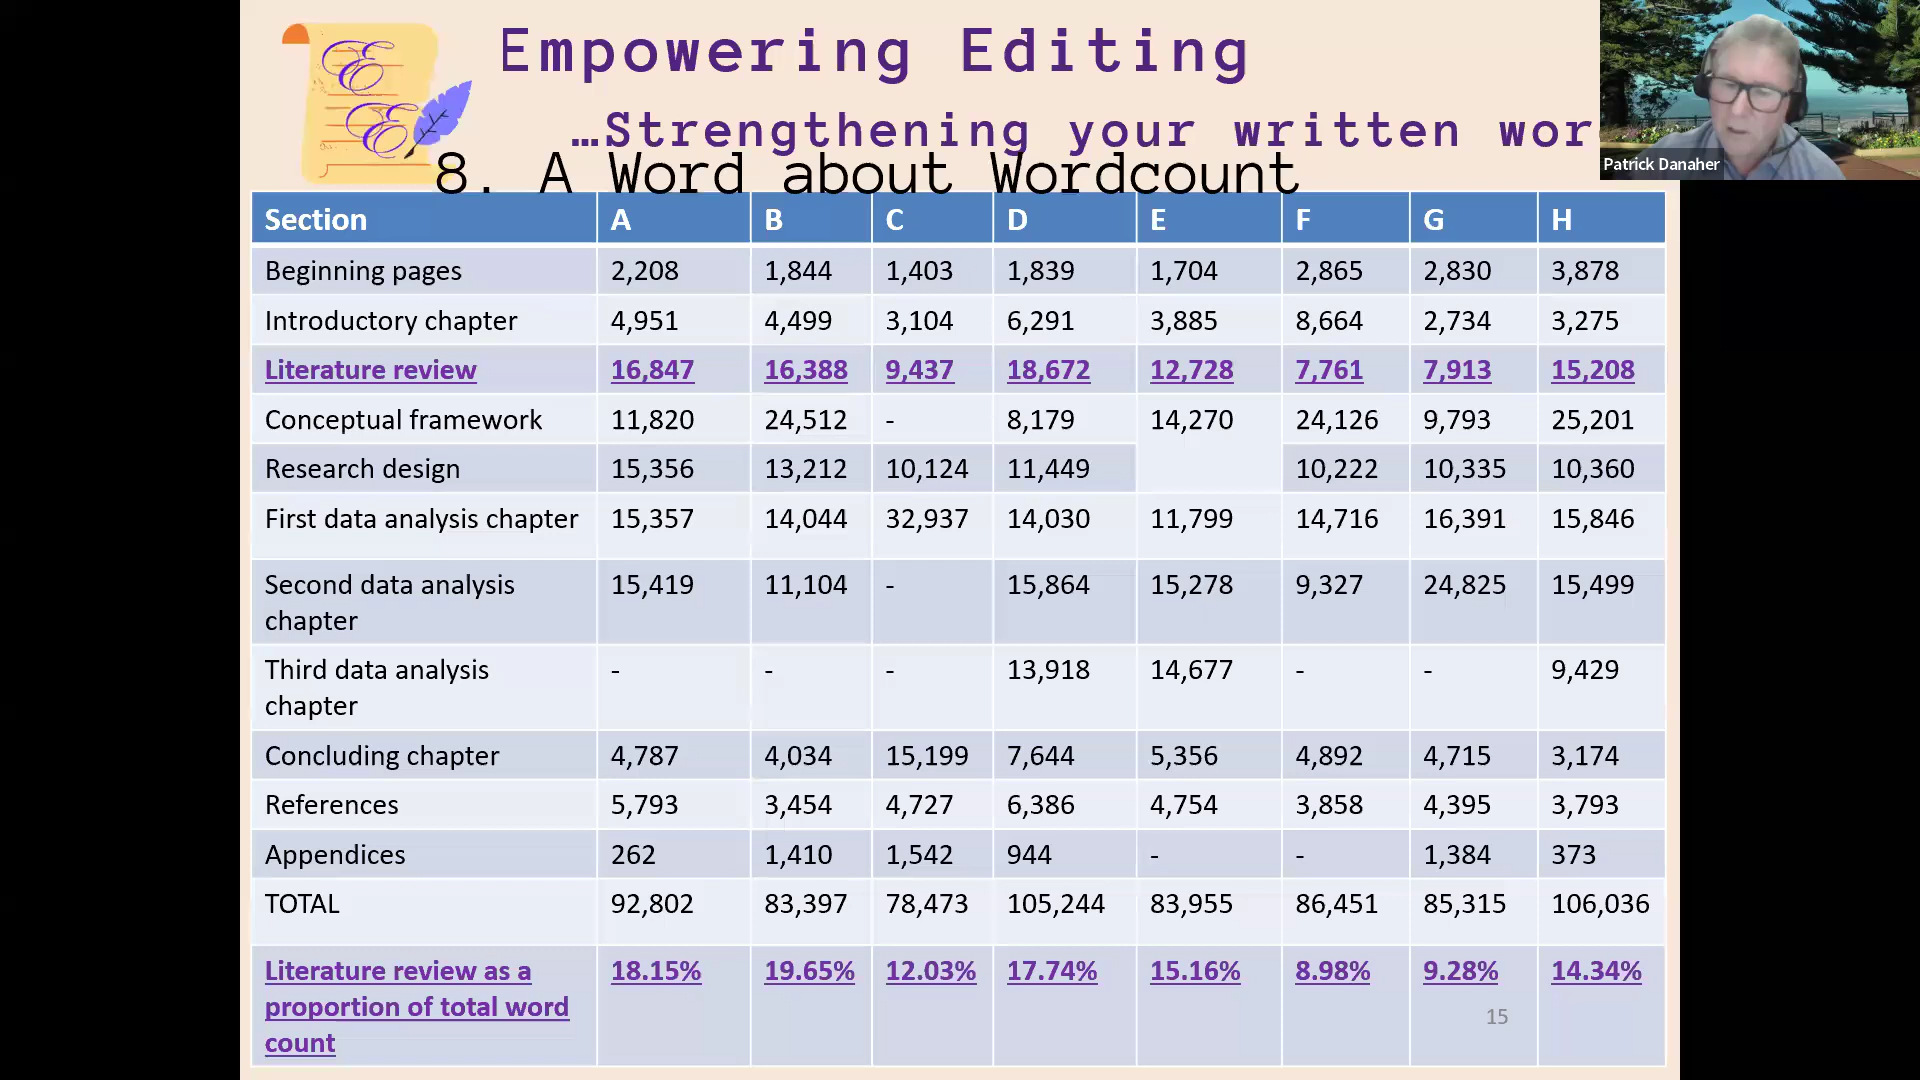 Empowering Editing
…Strengthening your written wor
Patrick Danaher
8. A Word about Wordcount
Section A B C D E F G H
Beginning pages 2,208 1,844 1,403 1,839 1,704 2,865 2,830 3,878
Introductory chapter 4,951 4,499 3,104 6,291 3,885 8,664 2,734 3,275
Literature review 16,847 16,388 9,437 18,672 12,728 7,761 7,913 15,208
Conceptual framework 11,820 24,512 - 8,179 14,270 24,126 9,793 25,201
Research design 15,356 13,212 10,124 11,449 10,222 10,335 10,360
First data analysis chapter 15,357 14,044 32,937 14,030 11,799 14,716 16,391 15,846
Second data analysis chapter 15,419 11,104 - 15,864 15,278 9,327 24,825 15,499
Third data analysis chapter - - - 13,918 14,677 - - 9,429
Concluding chapter 4,787 4,034 15,199 7,644 5,356 4,892 4,715 3,174
References 5,793 3,454 4,727 6,386 4,754 3,858 4,395 3,793
Appendices 262 1,410 1,542 944 - - 1,384 373
TOTAL 92,802 83,397 78,473 105,244 83,955 86,451 85,315 106,036
Literature review as a proportion of total word count 18.15% 19.65% 12.03% 17.74% 15.16% 8.98% 9.28% 14.34%
15